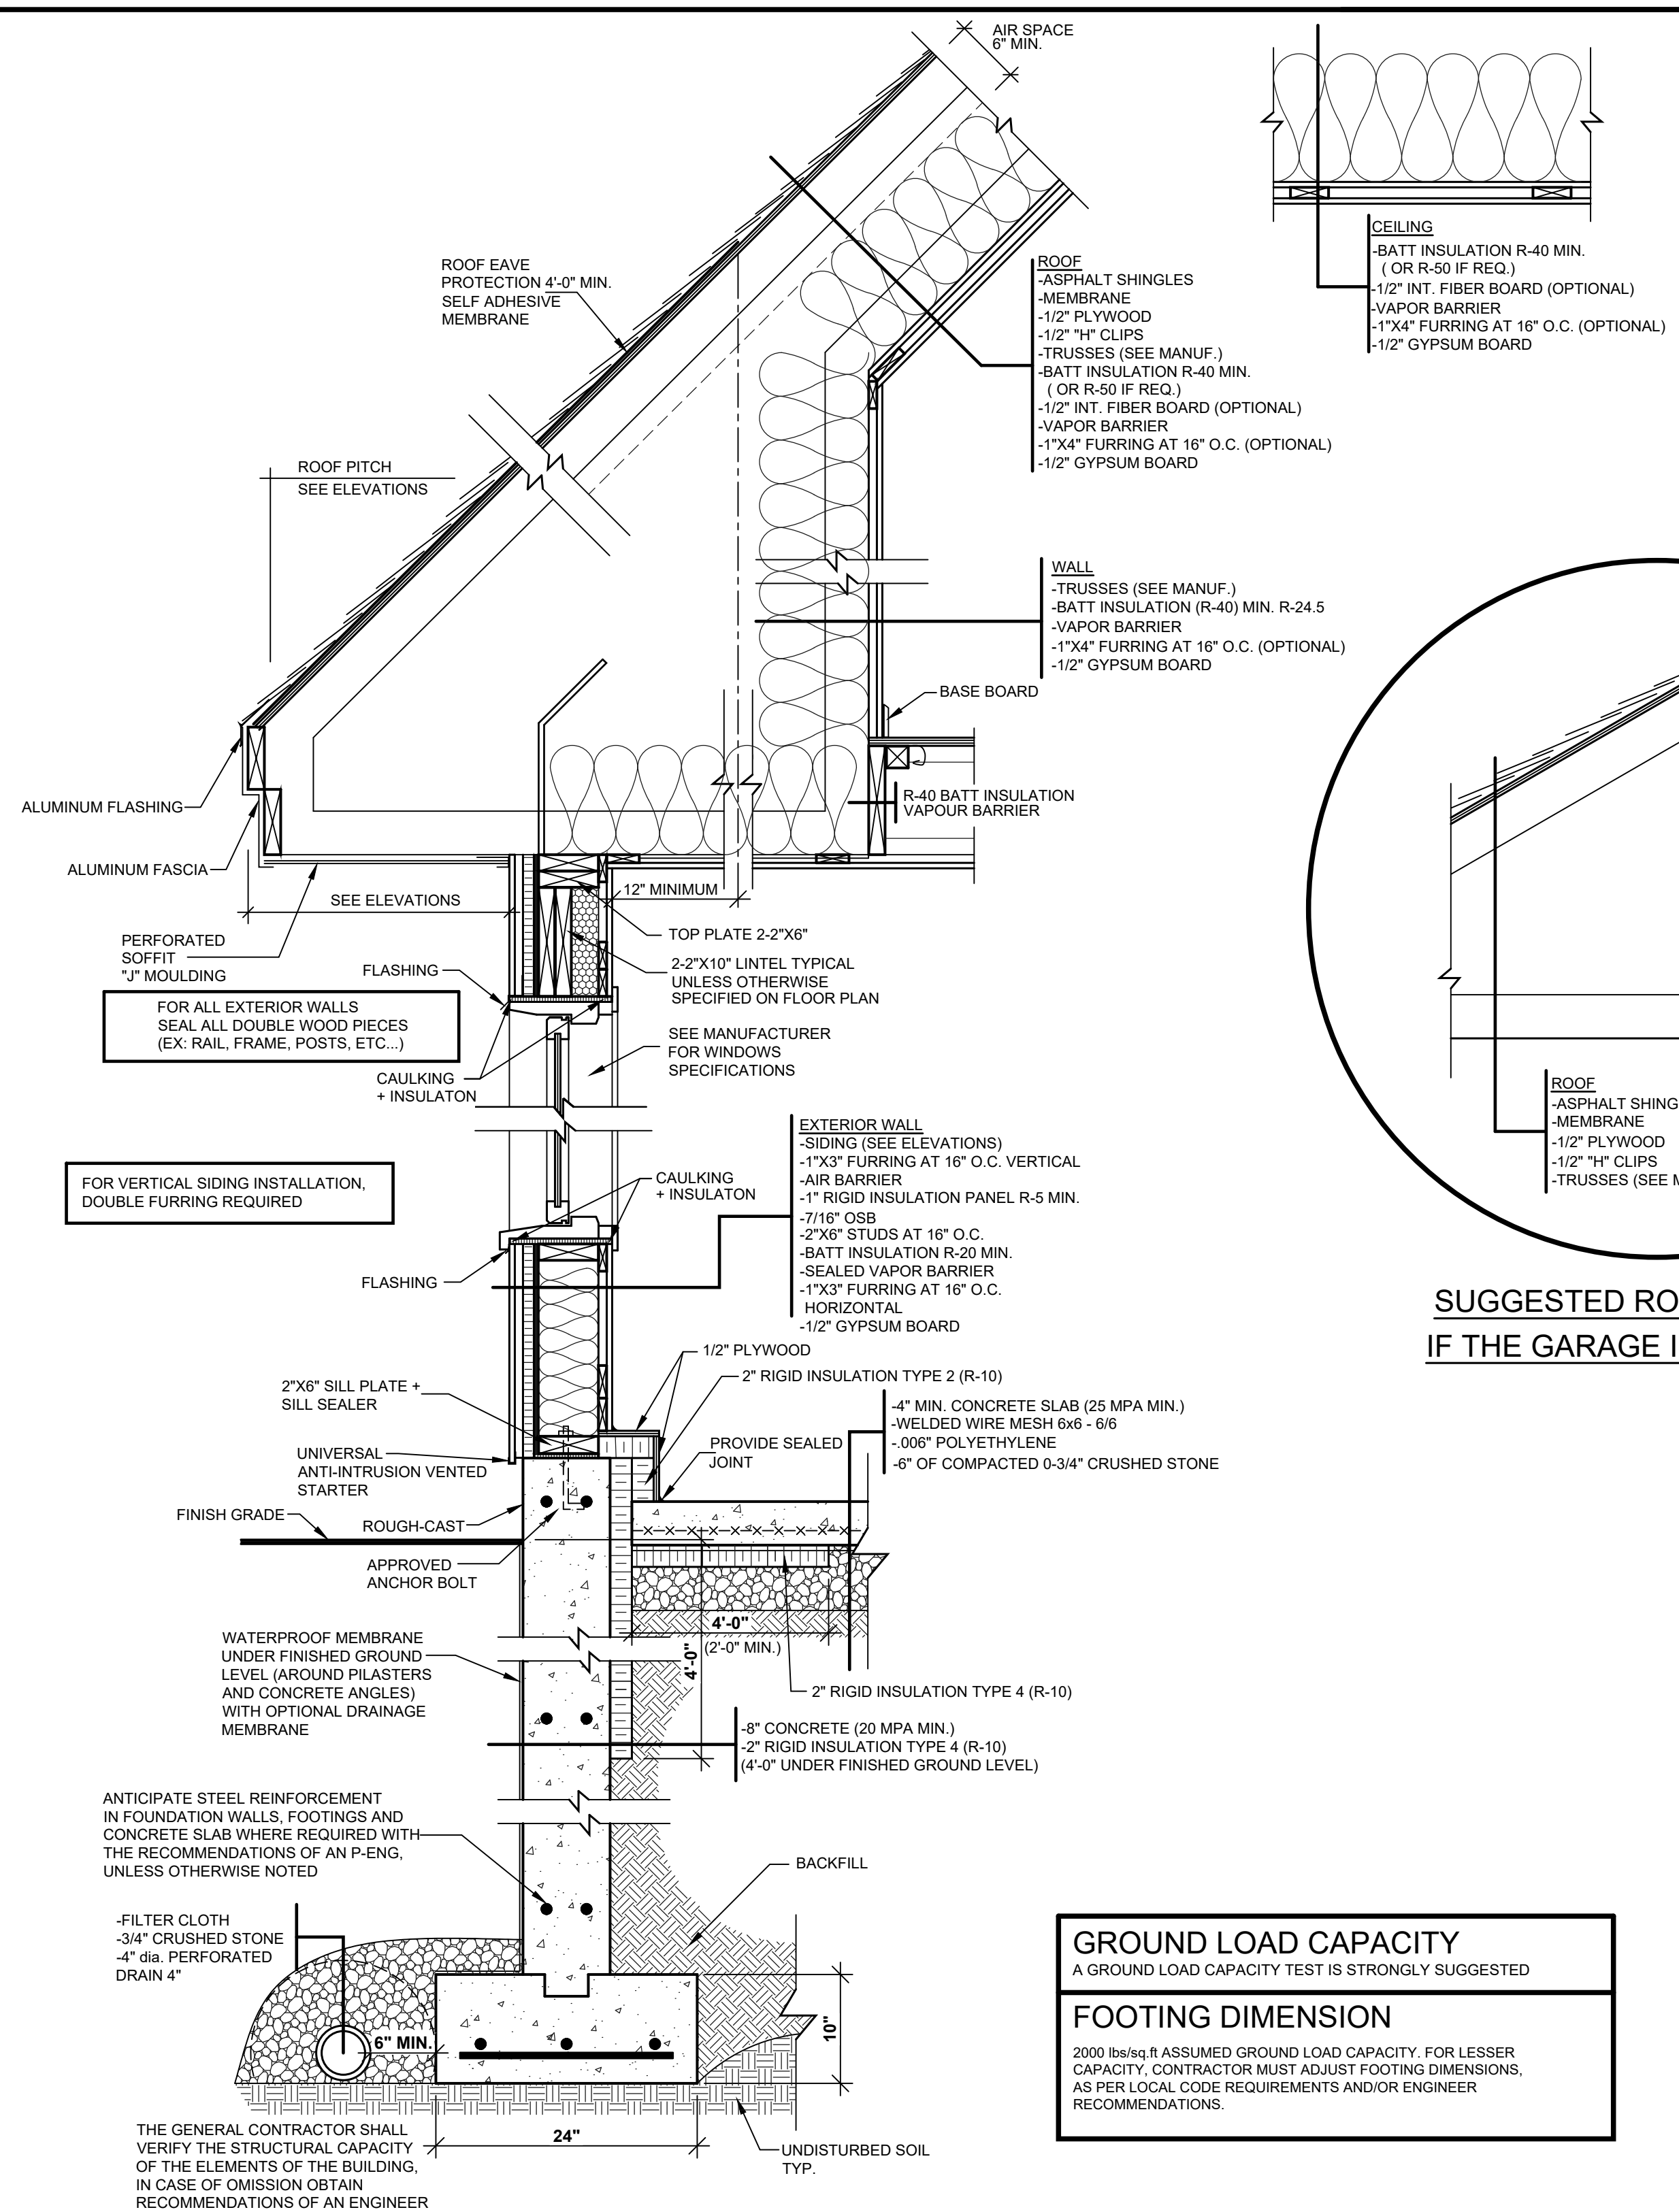 AIR SPACE
6" MIN.
CEILING
-BATT INSULATION R-40 MIN.
( OR R-50 IF REQ.)
-1/2" INT. FIBER BOARD (OPTIONAL)
-VAPOR BARRIER
-1"X4" FURRING AT 16" O.C. (OPTIONAL)
-1/2" GYPSUM BOARD
ROOF EAVE
PROTECTION 4'-0" MIN.
SELF ADHESIVE
MEMBRANE
ROOF
-ASPHALT SHINGLES
-MEMBRANE
-1/2" PLYWOOD
-1/2" "H" CLIPS
-TRUSSES (SEE MANUF.)
-BATT INSULATION R-40 MIN.
( OR R-50 IF REQ.)
-1/2" INT. FIBER BOARD (OPTIONAL)
-VAPOR BARRIER
-1"X4" FURRING AT 16" O.C. (OPTIONAL)
-1/2" GYPSUM BOARD
ROOF PITCH
SEE ELEVATIONS
WALL
-TRUSSES (SEE MANUF.)
-BATT INSULATION (R-40) MIN. R-24.5
-VAPOR BARRIER
-1"X4" FURRING AT 16" O.C. (OPTIONAL)
-1/2" GYPSUM BOARD
BASE BOARD
R-40 BATT INSULATION
VAPOUR BARRIER
ALUMINUM FLASHING
ALUMINUM FASCIA
SEE ELEVATIONS
12" MINIMUM
PERFORATED
SOFFIT
"J" MOULDING
FLASHING
TOP PLATE 2-2"X6"
2-2"X10" LINTEL TYPICAL
UNLESS OTHERWISE
SPECIFIED ON FLOOR PLAN
FOR ALL EXTERIOR WALLS
SEAL ALL DOUBLE WOOD PIECES
(EX: RAIL, FRAME, POSTS, ETC...)
SEE MANUFACTURER
FOR WINDOWS
SPECIFICATIONS
CAULKING
+ INSULATON
ROOF
-ASPHALT SHING
-MEMBRANE
-1/2" PLYWOOD
-1/2" "H" CLIPS
-TRUSSES (SEE M
EXTERIOR WALL
-SIDING (SEE ELEVATIONS)
-1"X3" FURRING AT 16" O.C. VERTICAL
-AIR BARRIER
-1" RIGID INSULATION PANEL R-5 MIN.
-7/16" OSB
-2"X6" STUDS AT 16" O.C.
-BATT INSULATION R-20 MIN.
-SEALED VAPOR BARRIER
-1"X3" FURRING AT 16" O.C.
HORIZONTAL
-1/2" GYPSUM BOARD
FOR VERTICAL SIDING INSTALLATION,
DOUBLE FURRING REQUIRED
CAULKING
+ INSULATON
FLASHING
SUGGESTED RO
IF THE GARAGE I
1/2" PLYWOOD
2" RIGID INSULATION TYPE 2 (R-10)
2"X6" SILL PLATE +
SILL SEALER
-4" MIN. CONCRETE SLAB (25 MPA MIN.)
-WELDED WIRE MESH 6x6 - 6/6
-.006" POLYETHYLENE
-6" OF COMPACTED 0-3/4" CRUSHED STONE
PROVIDE SEALED
JOINT
UNIVERSAL
ANTI-INTRUSION VENTED
STARTER
FINISH GRADE
ROUGH-CAST
APPROVED
ANCHOR BOLT
4'-0"
(2'-0" MIN.)
4'-0"
WATERPROOF MEMBRANE
UNDER FINISHED GROUND
LEVEL (AROUND PILASTERS
AND CONCRETE ANGLES)
WITH OPTIONAL DRAINAGE
MEMBRANE
2" RIGID INSULATION TYPE 4 (R-10)
-8" CONCRETE (20 MPA MIN.)
-2" RIGID INSULATION TYPE 4 (R-10)
(4'-0" UNDER FINISHED GROUND LEVEL)
ANTICIPATE STEEL REINFORCEMENT
IN FOUNDATION WALLS, FOOTINGS AND
CONCRETE SLAB WHERE REQUIRED WITH
THE RECOMMENDATIONS OF AN P-ENG,
UNLESS OTHERWISE NOTED
BACKFILL
-FILTER CLOTH
-3/4" CRUSHED STONE
-4" dia. PERFORATED
DRAIN 4"
6" MIN.
10"
24"
UNDISTURBED SOIL
TYP.
THE GENERAL CONTRACTOR SHALL
VERIFY THE STRUCTURAL CAPACITY
OF THE ELEMENTS OF THE BUILDING,
IN CASE OF OMISSION OBTAIN
RECOMMENDATIONS OF AN ENGINEER
GROUND LOAD CAPACITY
A GROUND LOAD CAPACITY TEST IS STRONGLY SUGGESTED
FOOTING DIMENSION
2000 lbs/sq.ft ASSUMED GROUND LOAD CAPACITY. FOR LESSER
CAPACITY, CONTRACTOR MUST ADJUST FOOTING DIMENSIONS,
AS PER LOCAL CODE REQUIREMENTS AND/OR ENGINEER
RECOMMENDATIONS.